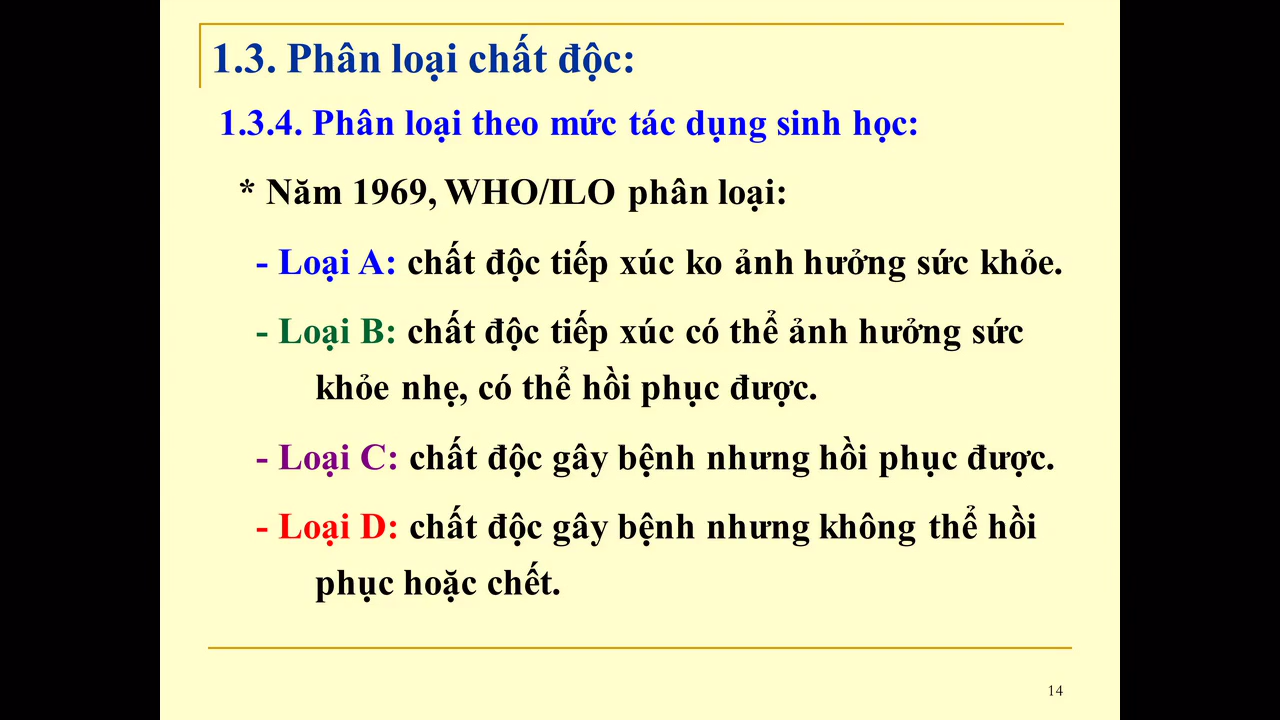 1.3. Phân loại chất độc:
1.3.4. Phân loại theo mức tác dụng sinh học:
* Năm 1969, WHO/ILO phân loại:
- Loại A: chất độc tiếp xúc ko ảnh hưởng sức khỏe.
- Loại B: chất độc tiếp xúc có thể ảnh hưởng sức
khỏe nhẹ, có thể hồi phục được.
- Loại C: chất độc gây bệnh nhưng hồi phục được.
- Loại D: chất độc gây bệnh nhưng không thể hồi
phục hoặc chết.
14